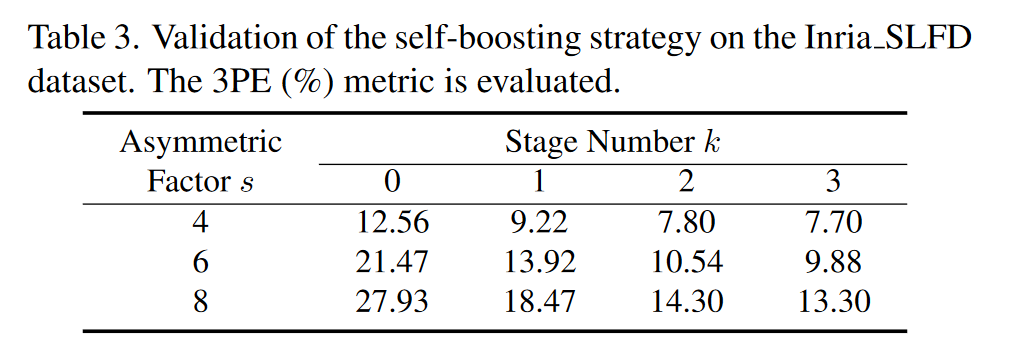 Table 3. Validation of the self-boosting strategy on the Inria_SLFD
dataset. The 3PE (%) metric is evaluated.
Asymmetric Stage Number k
Factor s 0 1 2 3
4 12.56 9.22 7.80 7.70
6 21.47 13.92 10.54 9.88
8 27.93 18.47 14.30 13.30